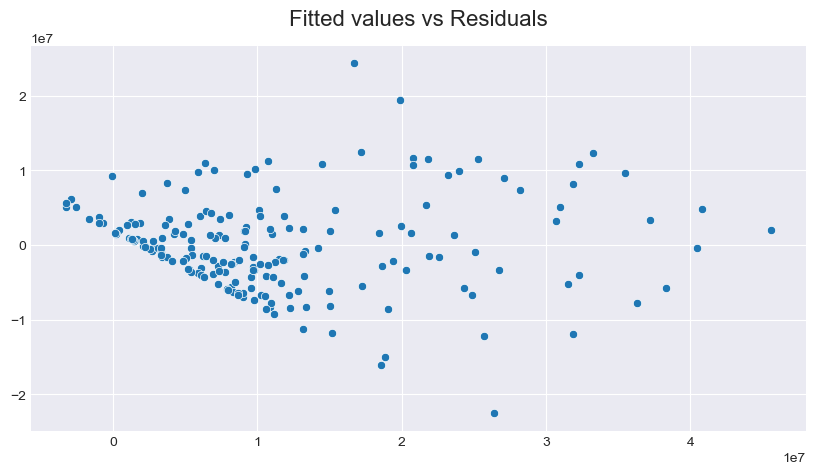 Fitted values vs Residuals
1e7
2
1
0
−1
−2
0 1 2 3 4
1e7